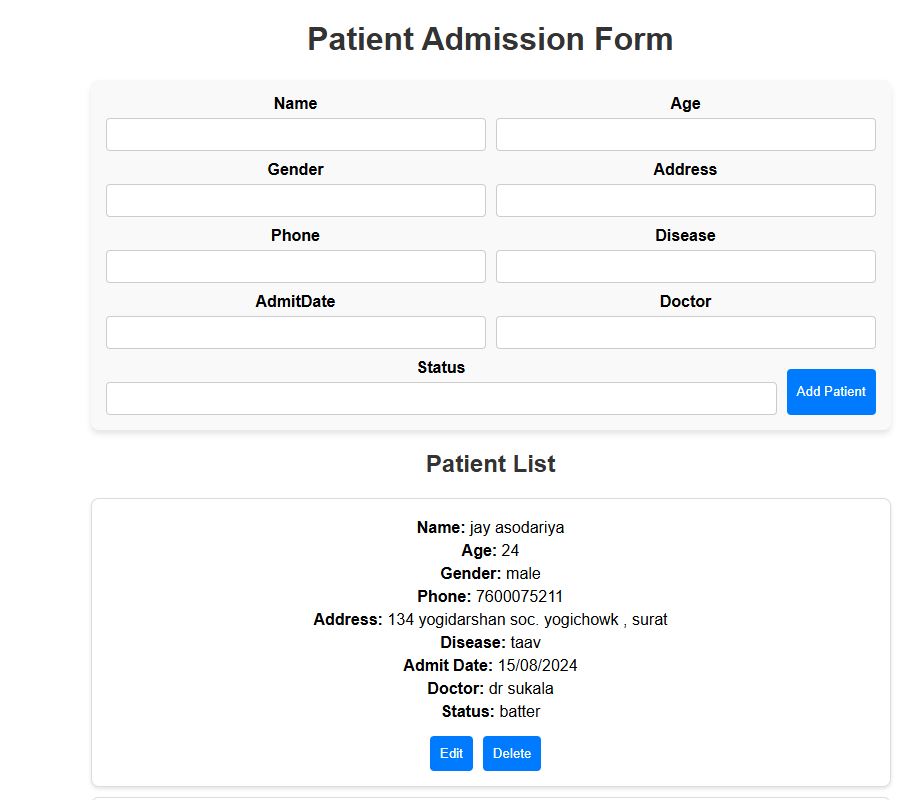 Patient Admission Form
Name
Age
Gender
Address
Phone
Disease
AdmitDate
Doctor
Status
Add Patient
Patient List
Name: jay asodariya
Age: 24
Gender: male
Phone: 7600075211
Address: 134 yogidarshan soc. yogichowk , surat
Disease: taav
Admit Date: 15/08/2024
Doctor: dr sukala
Status: batter
Edit
Delete